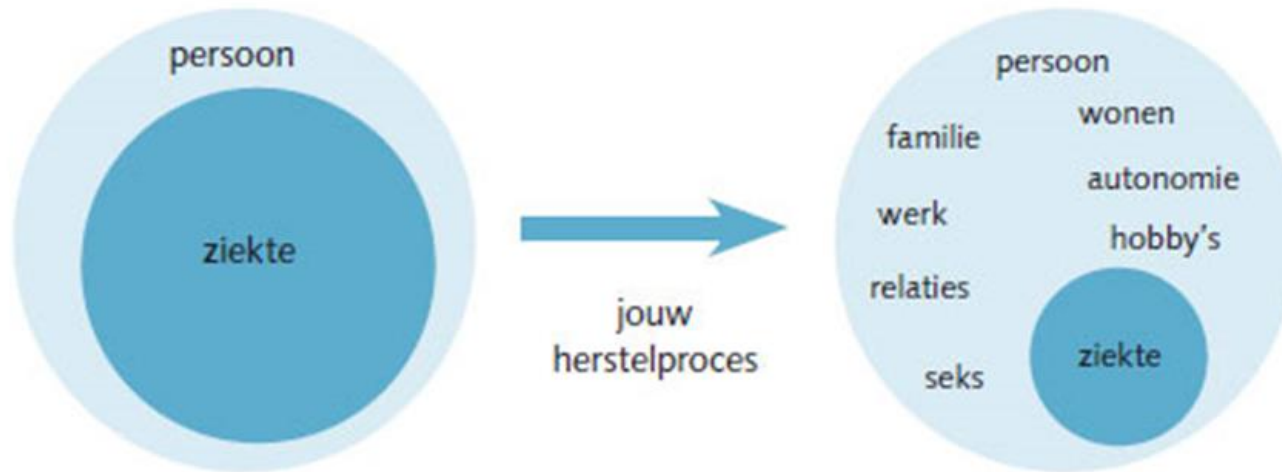 persoon
ziekte
jouw
herstelproces
persoon
wonen
familie
autonomie
werk
hobby's
relaties
ziekte
seks